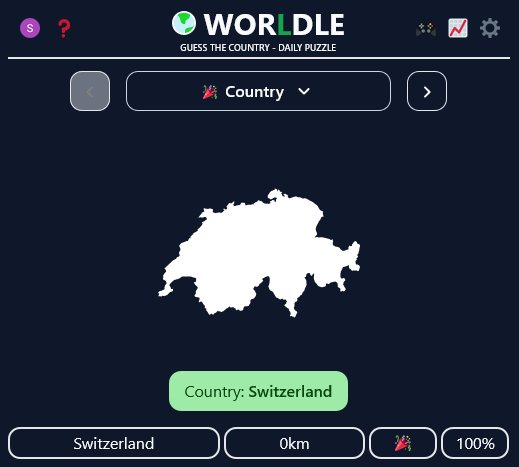 S
WORLDLE
GUESS THE COUNTRY - DAILY PUZZLE
Country
Country: Switzerland
Switzerland 0km 100%